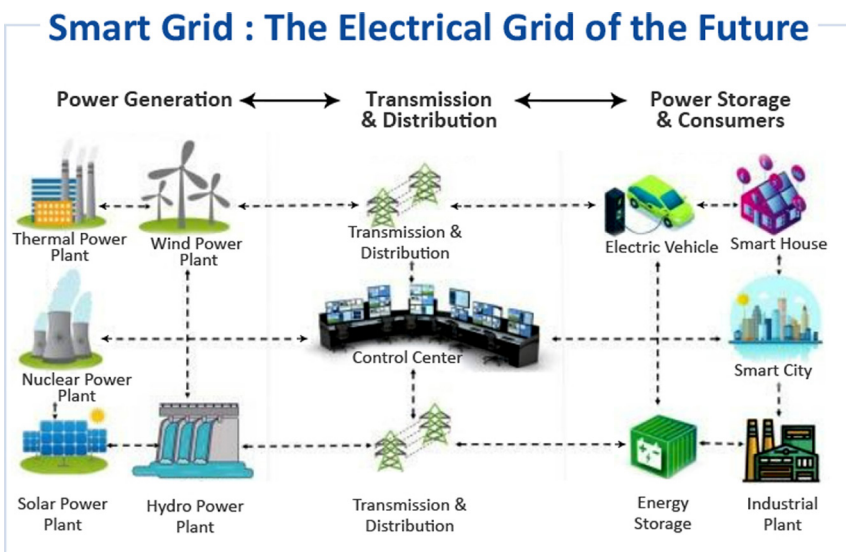 Smart Grid : The Electrical Grid of the Future
Power Generation
Transmission
& Distribution
Power Storage
& Consumers
Thermal Power
Plant
Wind Power
Plant
Transmission &
Distribution
Electric Vehicle
Smart House
Nuclear Power
Plant
Control Center
Smart City
Solar Power
Plant
Hydro Power
Plant
Transmission &
Distribution
Energy
Storage
Industrial
Plant